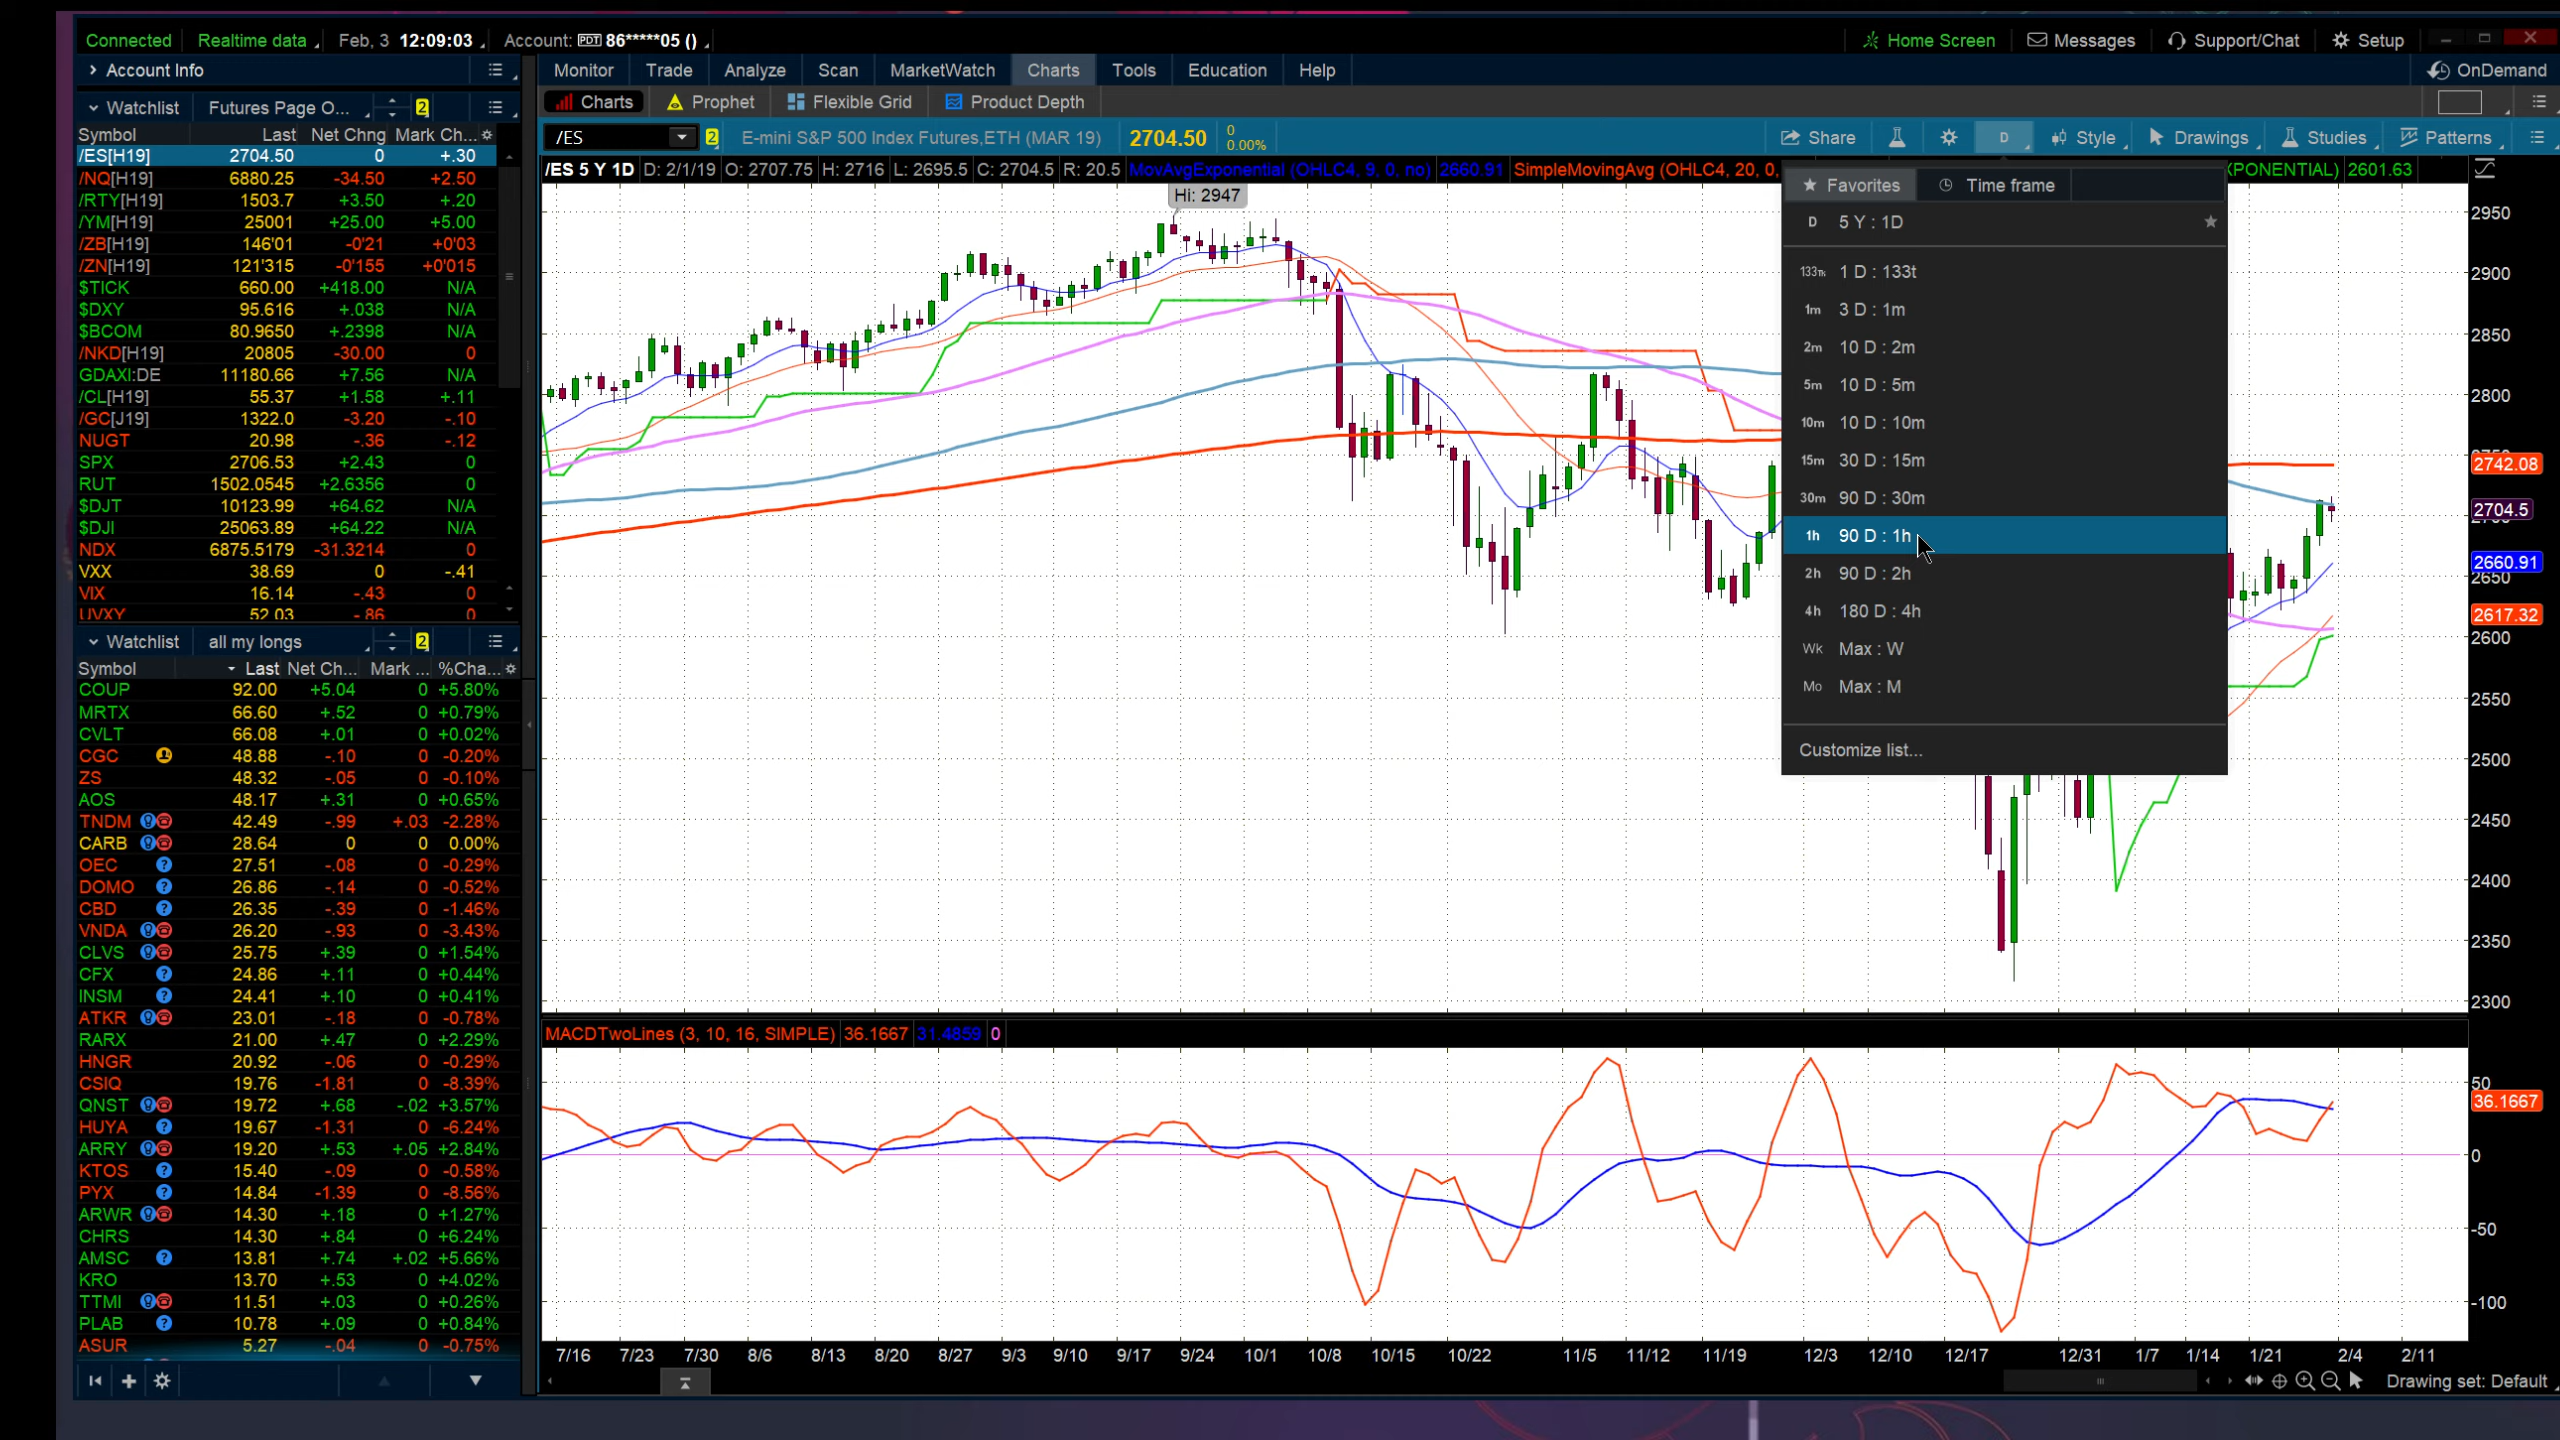 Connected Realtime data Feb, 3 12:09:03 Account: PDT 86*****05 () Home Screen Messages Support/Chat Setup
Account Info Monitor Trade Analyze Scan MarketWatch Charts Tools Education Help OnDemand
Watchlist Futures Page O... 2 Charts Prophet Flexible Grid Product Depth
Symbol Last Net Chng Mark Ch...
/ES 2 E-mini S&P 500 Index Futures,ETH (MAR 19) 2704.50 0 0.00% Share D Style Drawings Studies Patterns
/ES 5 Y 1D D: 2/1/19 O: 2707.75 H: 2716 L: 2695.5 C: 2704.5 R: 20.5 MovAvgExponential (OHLC4, 9, 0, no) 2660.91 SimpleMovingAvg (OHLC4, 20, 0, XPONENTIAL) 2601.63
/ES[H19] 2704.50 0 +.30
/NQ[H19] 6880.25 -34.50 +2.50
/RTY[H19] 1503.7 +3.50 +.20
/YM[H19] 25001 +25.00 +5.00
/ZB[H19] 146'01 -0'21 +0'03
/ZN[H19] 121'315 -0'155 +0'015
$TICK 660.00 +418.00 N/A
$DXY 95.616 +.038 N/A
$BCOM 80.9650 +.2398 N/A
/NKD[H19] 20805 -30.00 0
GDAXI:DE 11180.66 +7.56 N/A
/CL[H19] 55.37 +1.58 +.11
/GC[J19] 1322.0 -3.20 -.10
NUGT 20.98 -.36 -.12
SPX 2706.53 +2.43 0
RUT 1502.0545 +2.6356 0
$DJT 10123.99 +64.62 N/A
$DJI 25063.89 +64.22 N/A
NDX 6875.5179 -31.3214 0
VXX 38.69 0 -.41
VIX 16.14 -.43 0
UVXY 52.03 -.86 0
Watchlist all my longs 2
Symbol Last Net Ch... Mark ... %Cha...
COUP 92.00 +5.04 0 +5.80%
MRTX 66.60 +.52 0 +0.79%
CVLT 66.08 +.01 0 +0.02%
CGC 48.88 -.10 0 -0.20%
ZS 48.32 -.05 0 -0.10%
AOS 48.17 +.31 0 +0.65%
TNDM 42.49 -.99 +.03 -2.28%
CARB 28.64 0 0 0.00%
OEC 27.51 -.08 0 -0.29%
DOMO 26.86 -.14 0 -0.52%
CBD 26.35 -.39 0 -1.46%
VNDA 26.20 -.93 0 -3.43%
CLVS 25.75 +.39 0 +1.54%
CFX 24.86 +.11 0 +0.44%
INSM 24.41 +.10 0 +0.41%
ATKR 23.01 -.18 0 -0.78%
RARX 21.00 +.47 0 +2.29%
HNGR 20.92 -.06 0 -0.29%
CSIQ 19.76 -1.81 0 -8.39%
QNST 19.72 +.68 -.02 +3.57%
HUYA 19.67 -1.31 0 -6.24%
ARRY 19.20 +.53 +.05 +2.84%
KTOS 15.40 -.09 0 -0.58%
PYX 14.84 -1.39 0 -8.56%
ARWR 14.30 +.18 0 +1.27%
CHRS 14.30 +.84 0 +6.24%
AMSC 13.81 +.74 +.02 +5.66%
KRO 13.70 +.53 0 +4.02%
TTMI 11.51 +.03 0 +0.26%
PLAB 10.78 +.09 0 +0.84%
ASUR 5.27 -.04 0 -0.75%
Hi: 2947
Favorites Time frame
D 5 Y : 1D
133Tk 1 D : 133t
1m 3 D : 1m
2m 10 D : 2m
5m 10 D : 5m
10m 10 D : 10m
15m 30 D : 15m
30m 90 D : 30m
1h 90 D : 1h
2h 90 D : 2h
4h 180 D : 4h
Wk Max : W
Mo Max : M
Customize list...
2950
2900
2850
2800
2742.08
2704.5
2660.91
2650
2617.32
2600
2550
2500
2450
2400
2350
2300
MACDTwoLines (3, 10, 16, SIMPLE) 36.1667 31.4859 0
50
36.1667
0
-50
-100
7/16 7/23 7/30 8/6 8/13 8/20 8/27 9/3 9/10 9/17 9/24 10/1 10/8 10/15 10/22 11/5 11/12 11/19 12/3 12/10 12/17 12/31 1/7 1/14 1/21 2/4 2/11
Drawing set: Default